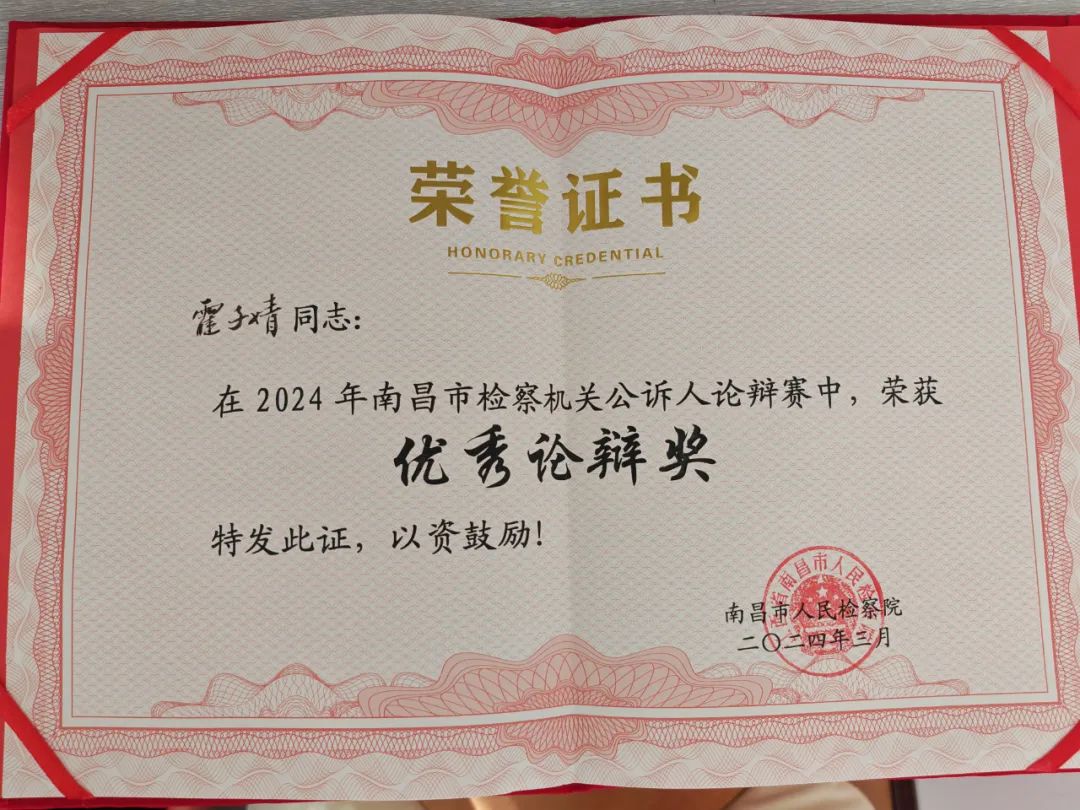 荣誉证书
HONORARY CREDENTIAL
霍子婧同志：
在2024年南昌市检察机关公诉人论辩赛中，荣获
优秀论辩奖
特发此证，以资鼓励！
南昌市人民检察院
二〇二四年三月